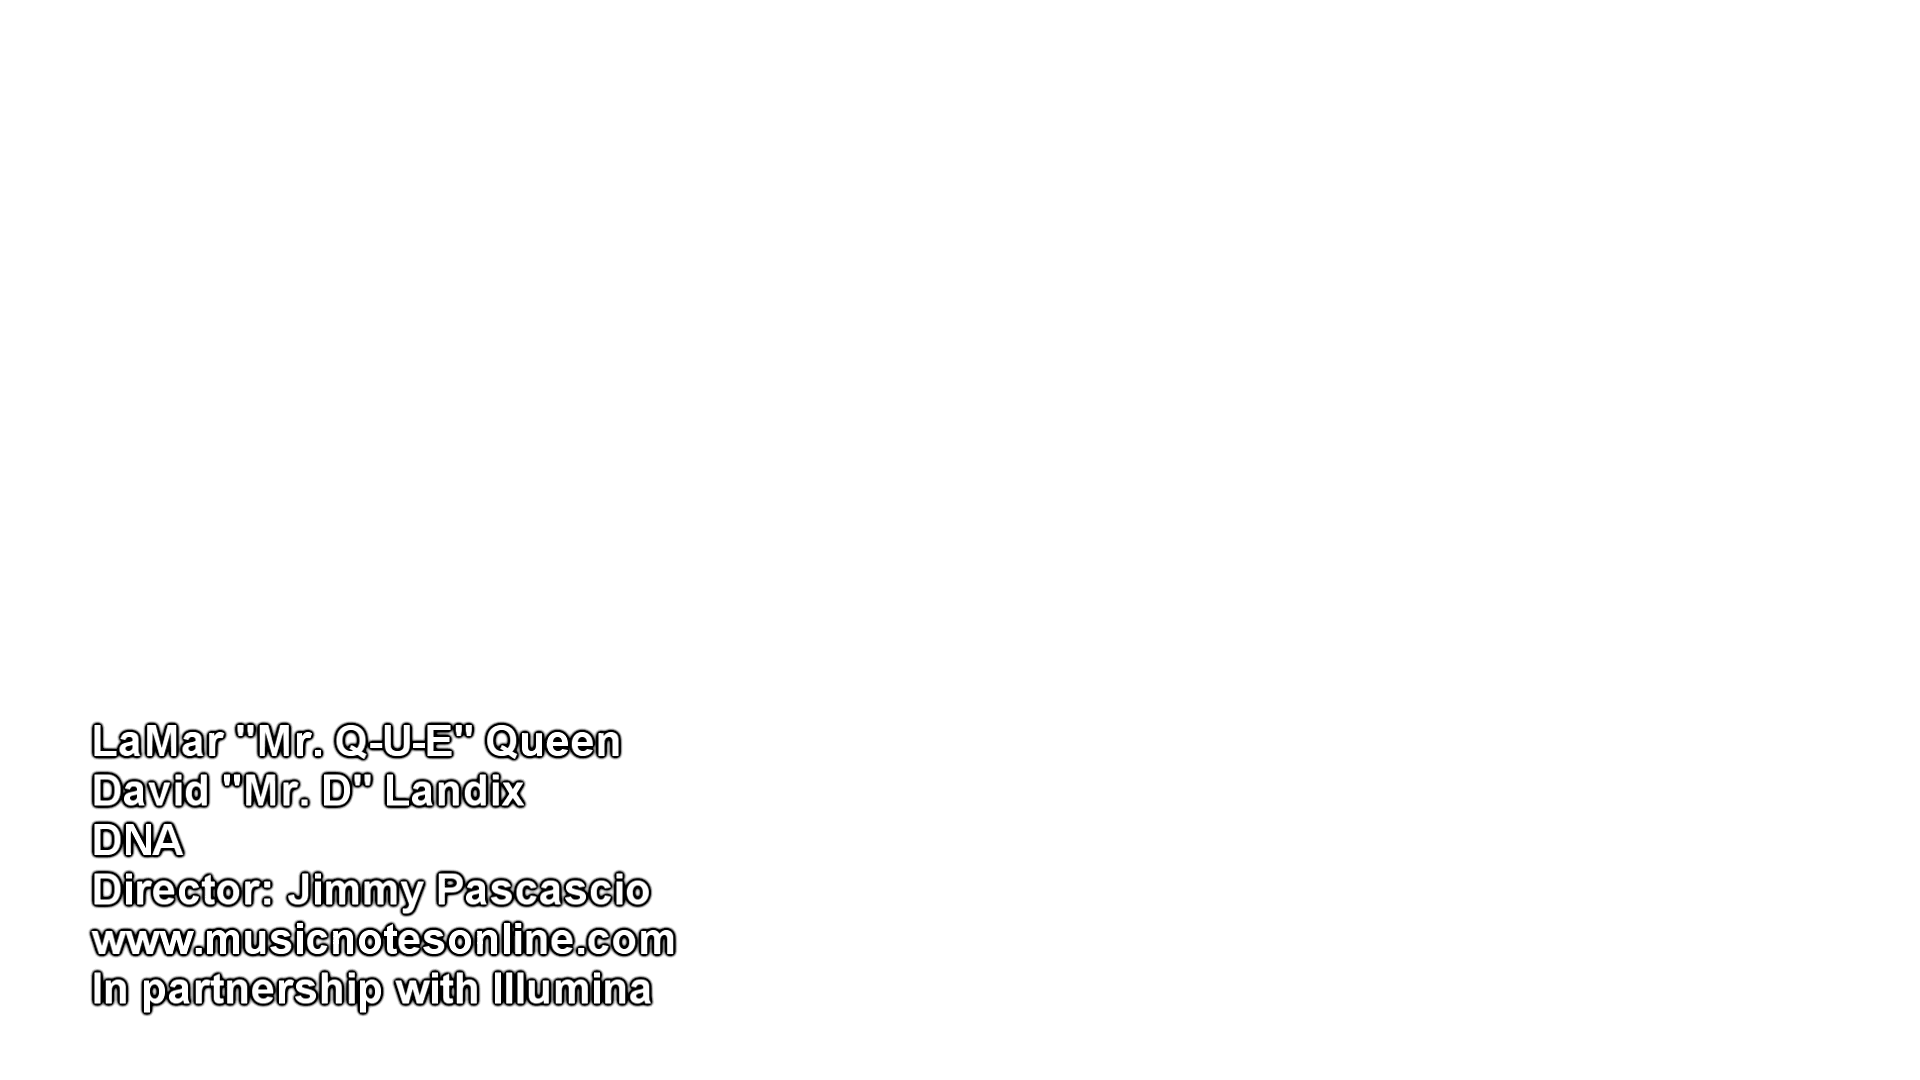 LaMar "Mr. Q-U-E" Queen
David "Mr. D" Landix
DNA
Director: Jimmy Pascascio
www.musicnotesonline.com
In partnership with Illumina